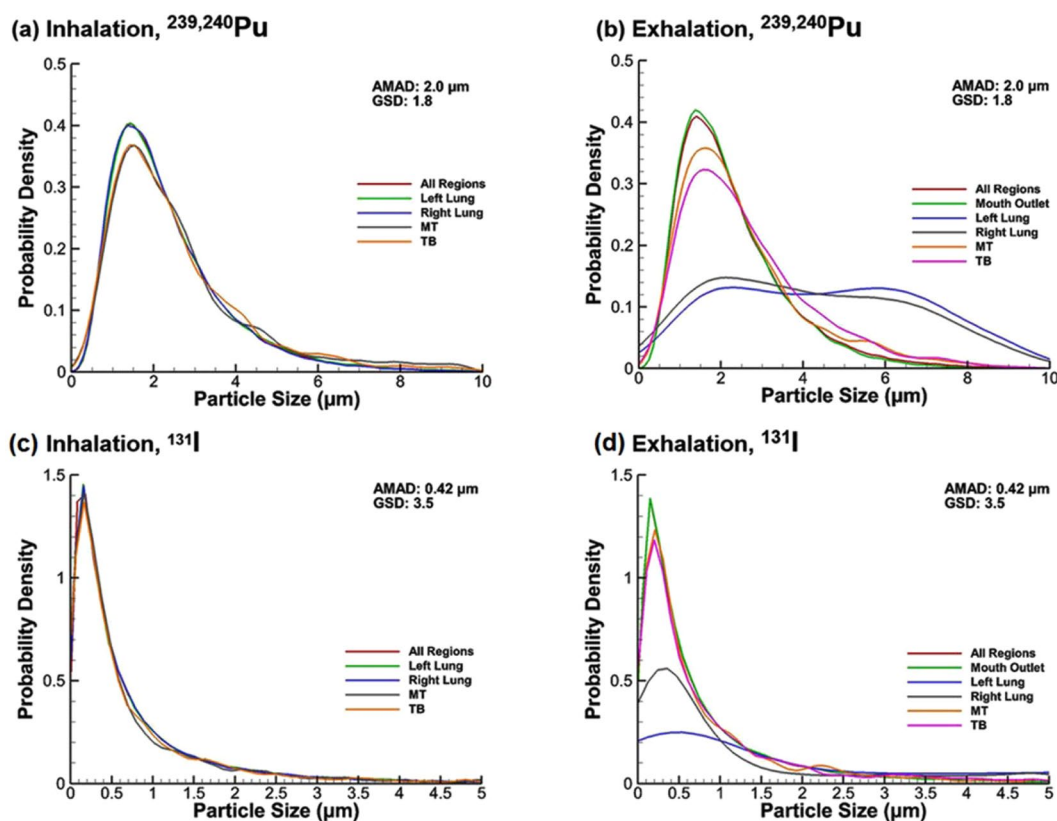 (a) Inhalation, 239,240Pu
0.5
0.4
0.3
0.2
0.1
0
Probability Density
AMAD: 2.0 µm
GSD: 1.8
All Regions
Left Lung
Right Lung
MT
TB
0 2 4 6 8 10
Particle Size (µm)
(b) Exhalation, 239,240Pu
0.5
0.4
0.3
0.2
0.1
0
Probability Density
AMAD: 2.0 µm
GSD: 1.8
All Regions
Mouth Outlet
Left Lung
Right Lung
MT
TB
0 2 4 6 8 10
Particle Size (µm)
(c) Inhalation, 131I
1.5
1
0.5
0
Probability Density
AMAD: 0.42 µm
GSD: 3.5
All Regions
Left Lung
Right Lung
MT
TB
0 0.5 1 1.5 2 2.5 3 3.5 4 4.5 5
Particle Size (µm)
(d) Exhalation, 131I
1.5
1
0.5
0
Probability Density
AMAD: 0.42 µm
GSD: 3.5
All Regions
Mouth Outlet
Left Lung
Right Lung
MT
TB
0 0.5 1 1.5 2 2.5 3 3.5 4 4.5 5
Particle Size (µm)